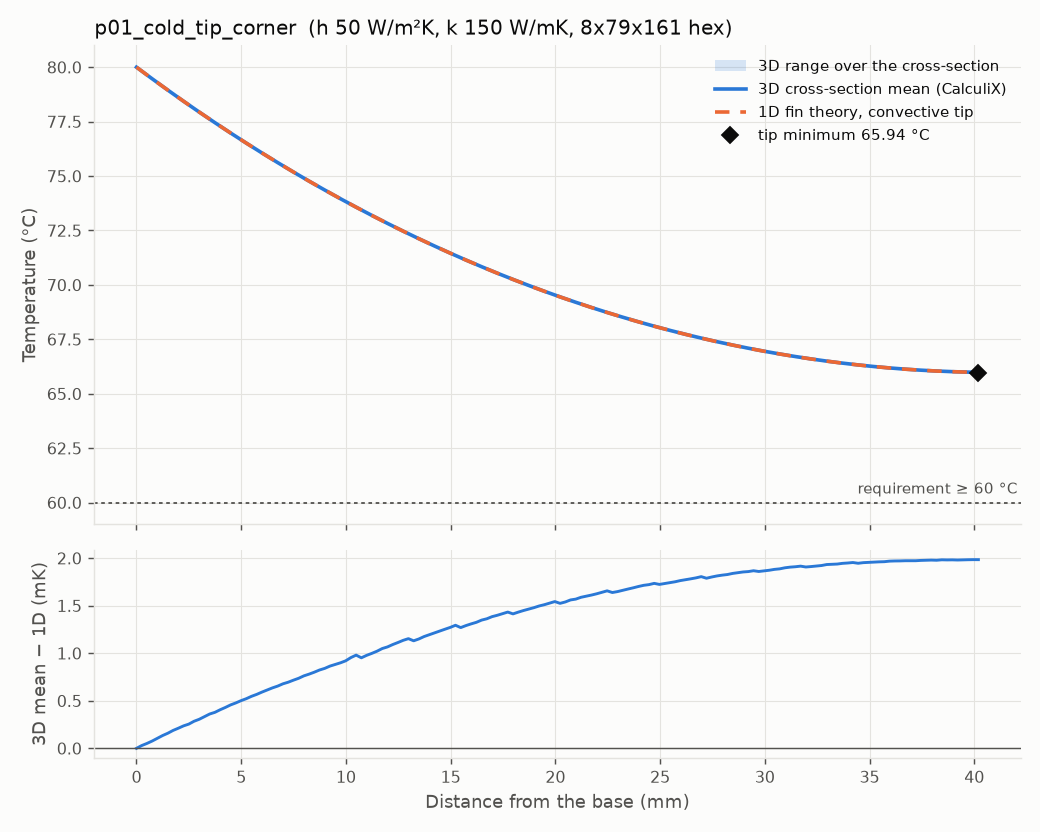 p01_cold_tip_corner  (h 50 W/m²K, k 150 W/mK, 8x79x161 hex)
3D range over the cross-section
3D cross-section mean (CalculiX)
1D fin theory, convective tip
tip minimum 65.94 °C
Temperature (°C)
80.0
77.5
75.0
72.5
70.0
67.5
65.0
62.5
60.0
requirement ≥ 60 °C
3D mean − 1D (mK)
2.0
1.5
1.0
0.5
0.0
0 5 10 15 20 25 30 35 40
Distance from the base (mm)